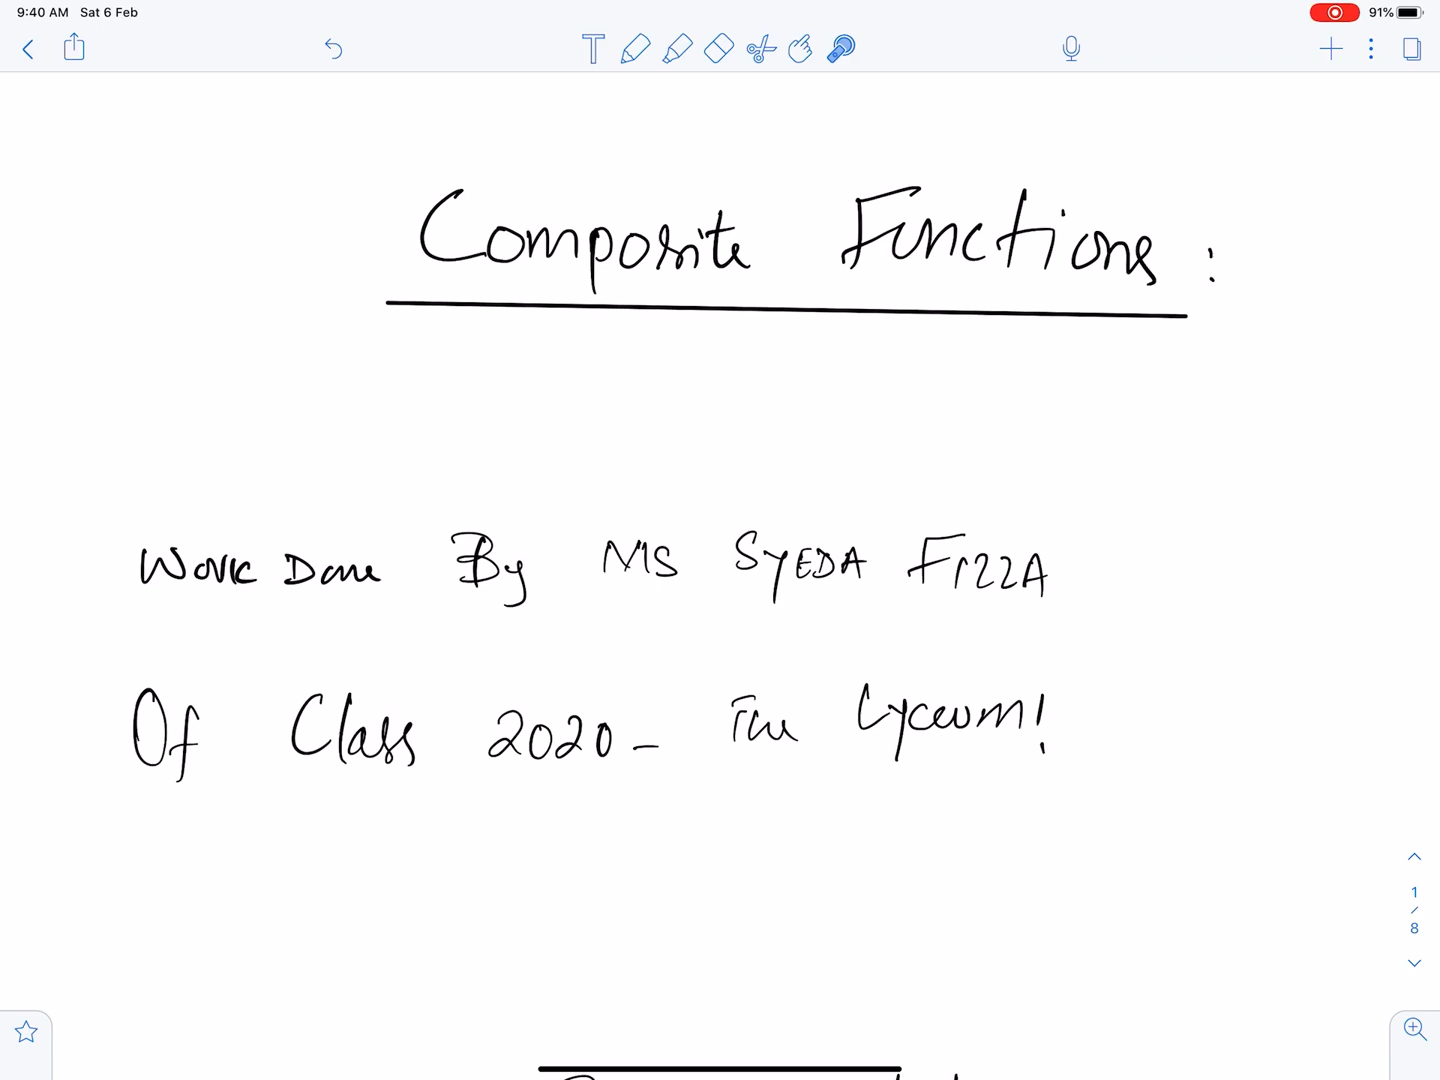 9:40 AM Sat 6 Feb
91%
Composite Functions:
Work Done By MS SYEDA FIZZA
Of Class 2020- The Lyceum!
1
/
8